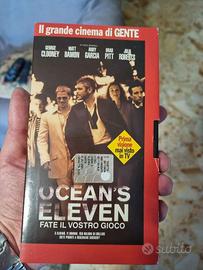 Il grande cinema di GENTE
GEORGE MATT ANDY BRAD JULIA
CLOONEY DAMON GARCIA PITT ROBERTS
Prima
visione
mai visto
in TV
OCEAN'S
ELEVEN
FATE IL VOSTRO GIOCO
subito